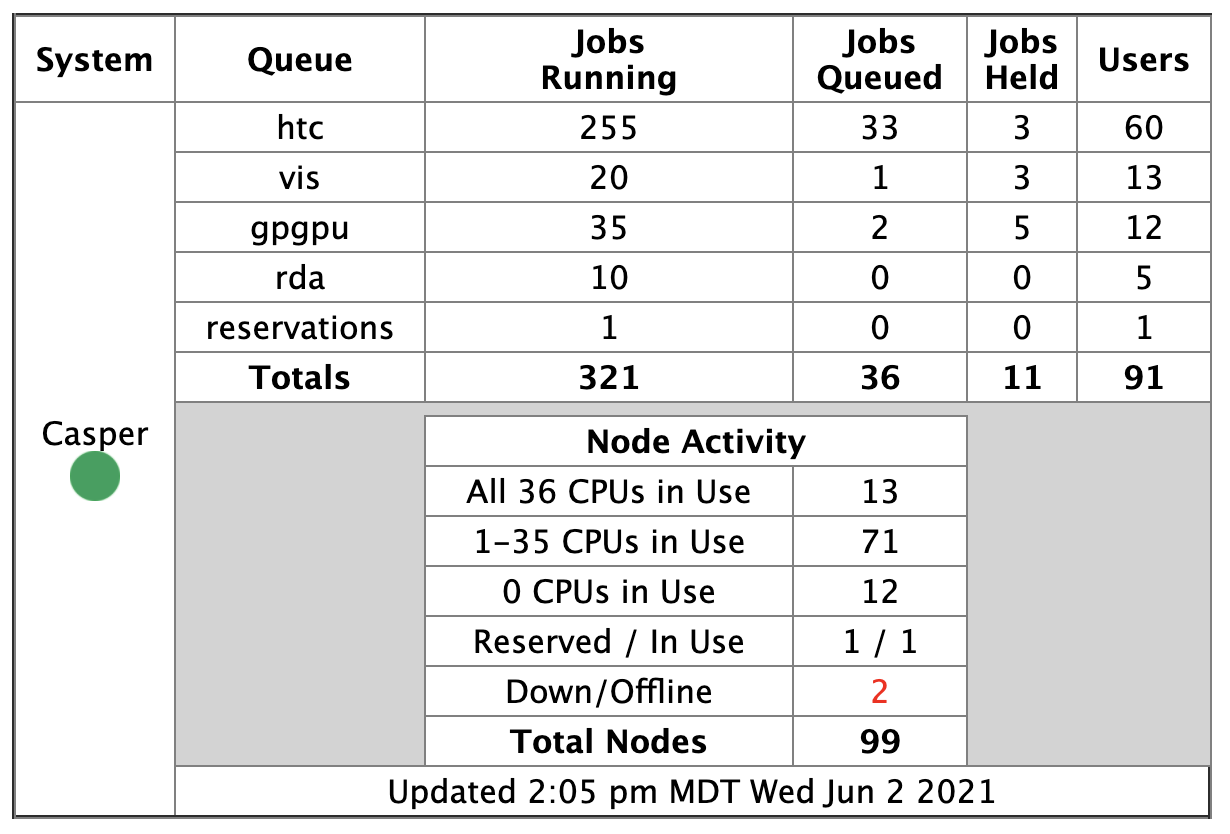 System Queue Jobs Running Jobs Queued Jobs Held Users
htc 255 33 3 60
vis 20 1 3 13
gpgpu 35 2 5 12
rda 10 0 0 5
reservations 1 0 0 1
Totals 321 36 11 91
Casper
Node Activity
All 36 CPUs in Use 13
1-35 CPUs in Use 71
0 CPUs in Use 12
Reserved / In Use 1 / 1
Down/Offline 2
Total Nodes 99
Updated 2:05 pm MDT Wed Jun 2 2021